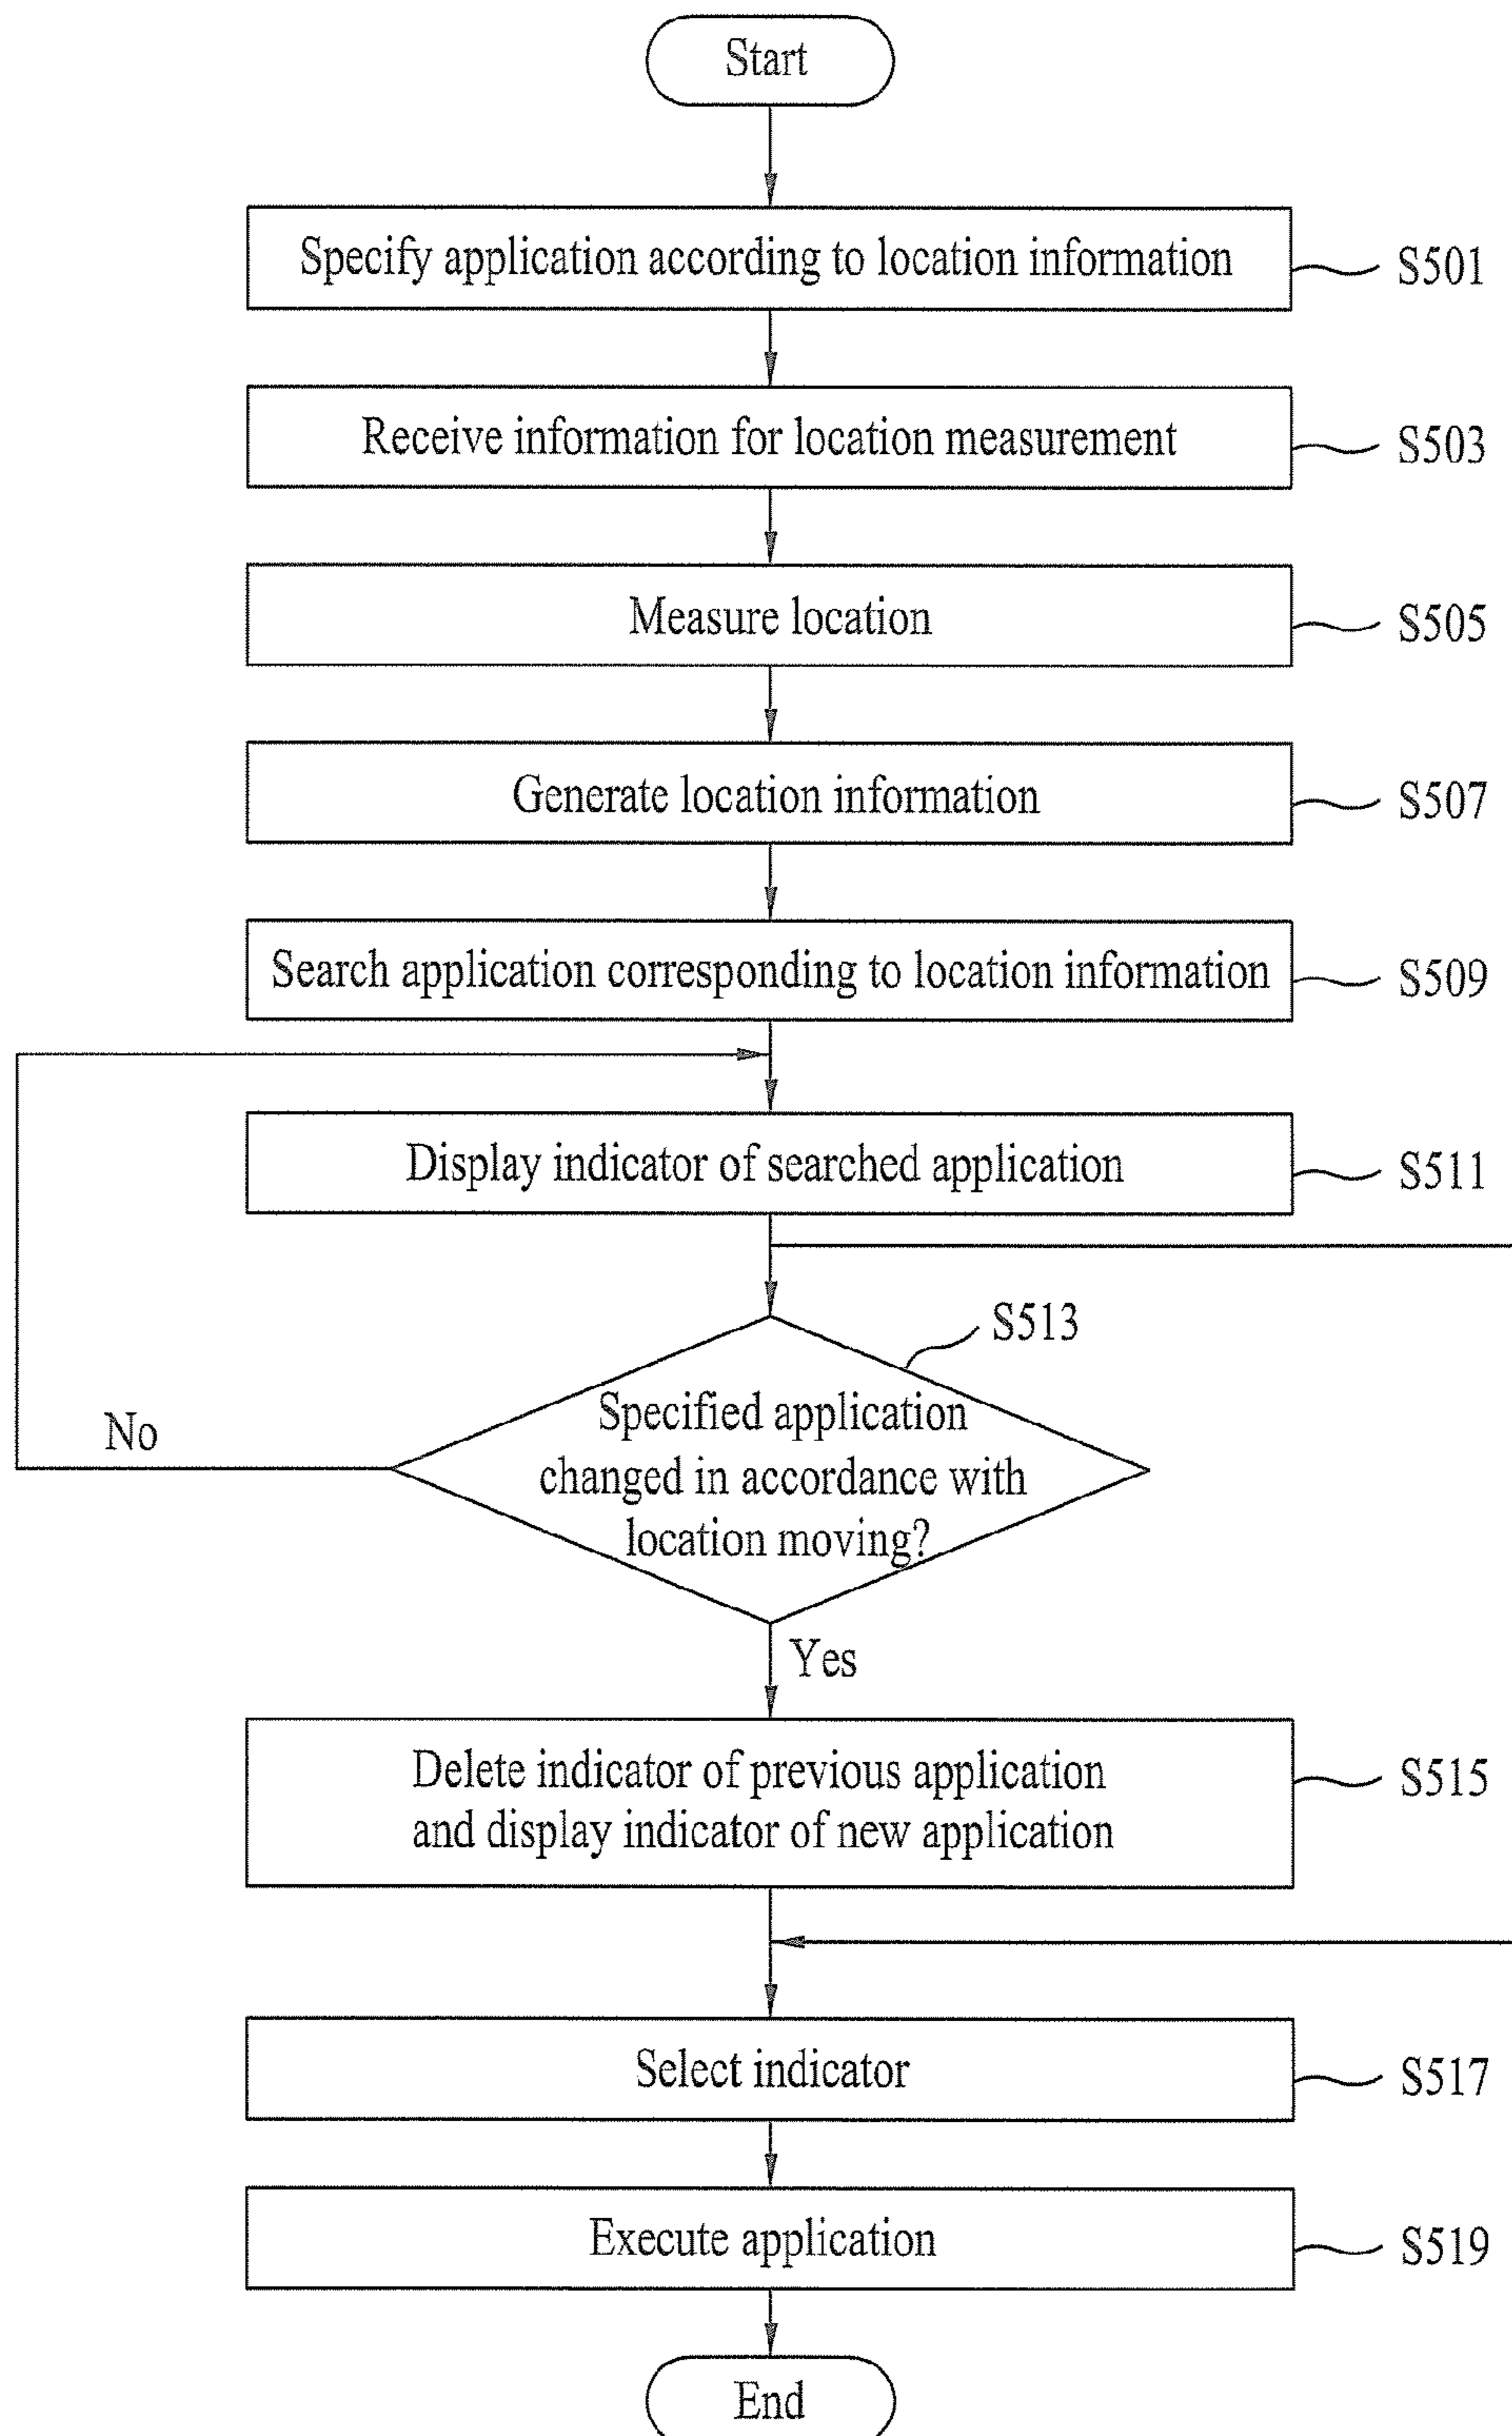 Start
Specify application according to location information
S501
Receive information for location measurement
S503
Measure location
S505
Generate location information
S507
Search application corresponding to location information
S509
Display indicator of searched application
S511
S513
Specified application
changed in accordance with
location moving?
No
Yes
Delete indicator of previous application
and display indicator of new application
S515
Select indicator
S517
Execute application
S519
End